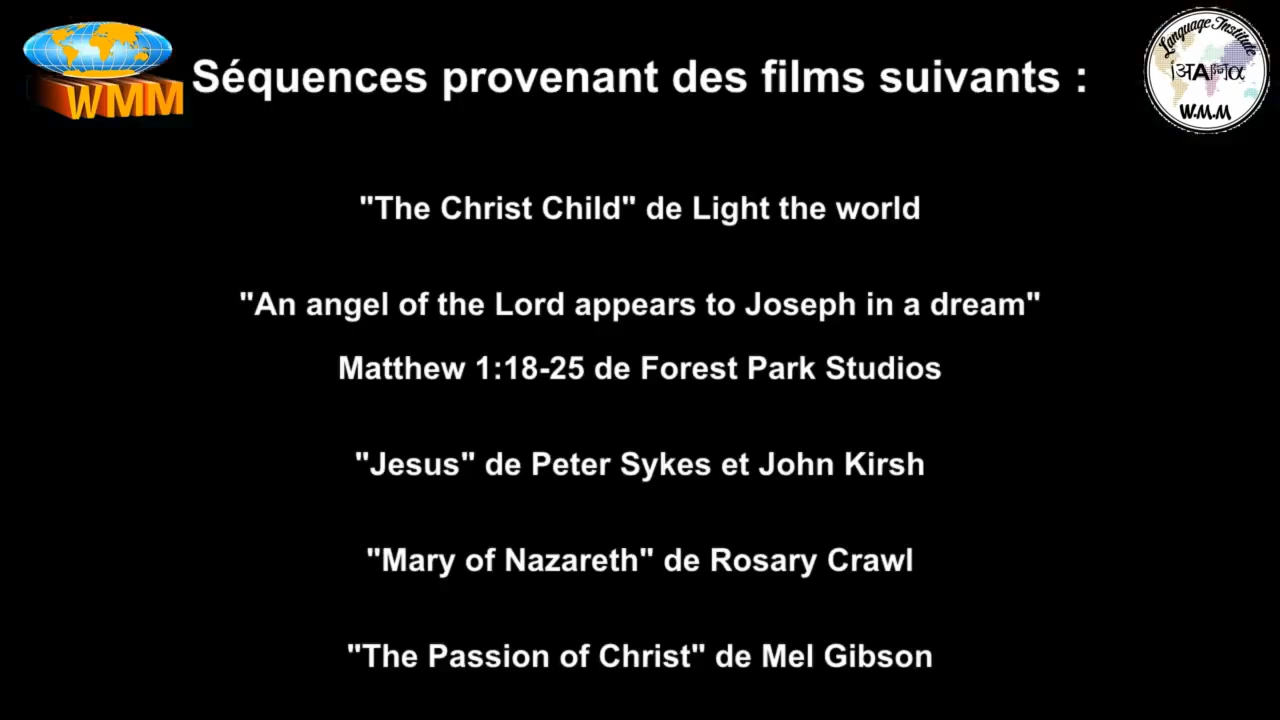 WMM
Séquences provenant des films suivants :
Language Institute
W.M.M
"The Christ Child" de Light the world
"An angel of the Lord appears to Joseph in a dream"
Matthew 1:18-25 de Forest Park Studios
"Jesus" de Peter Sykes et John Kirsh
"Mary of Nazareth" de Rosary Crawl
"The Passion of Christ" de Mel Gibson